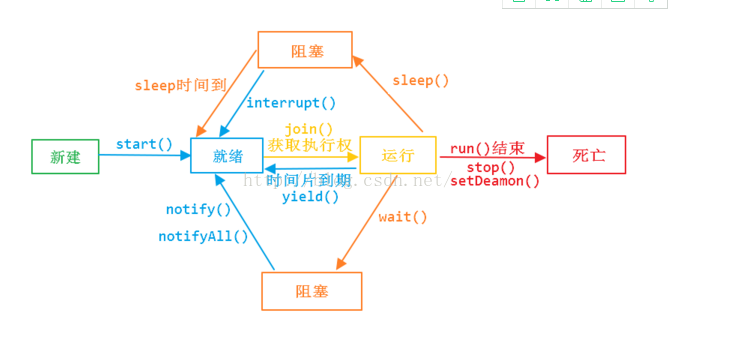 阻塞
sleep时间到
sleep()
interrupt()
新建
start()
就绪
join()
获取执行权
运行
run()结束
死亡
时间片到期
yield()
stop()
setDeamon()
notify()
notifyAll()
wait()
阻塞